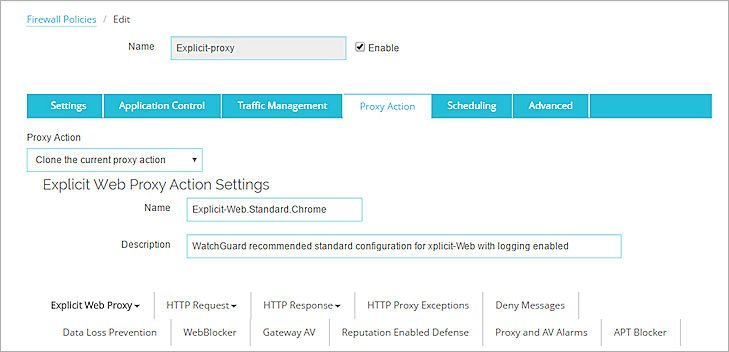 Firewall Policies / Edit
Name Explicit-proxy Enable
Settings Application Control Traffic Management Proxy Action Scheduling Advanced
Proxy Action
Clone the current proxy action
Explicit Web Proxy Action Settings
Name Explicit-Web.Standard.Chrome
Description WatchGuard recommended standard configuration for xplicit-Web with logging enabled
Explicit Web Proxy HTTP Request HTTP Response HTTP Proxy Exceptions Deny Messages
Data Loss Prevention WebBlocker Gateway AV Reputation Enabled Defense Proxy and AV Alarms APT Blocker